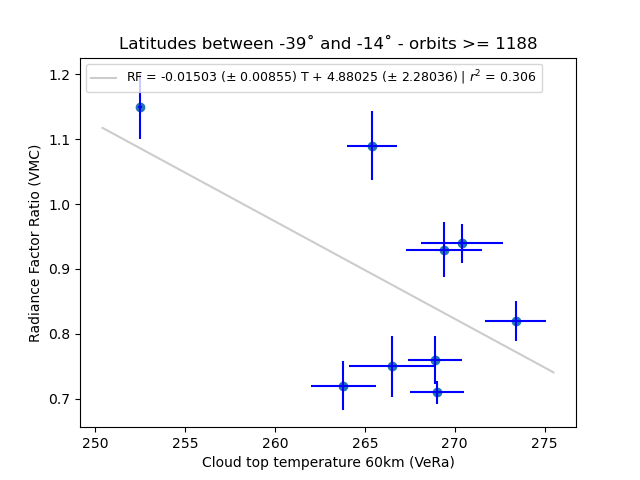 Latitudes between -39˚ and -14˚ - orbits >= 1188
RF = -0.01503 (± 0.00855) T + 4.88025 (± 2.28036) | r² = 0.306
1.2
1.1
1.0
0.9
0.8
0.7
Radiance Factor Ratio (VMC)
250 255 260 265 270 275
Cloud top temperature 60km (VeRa)